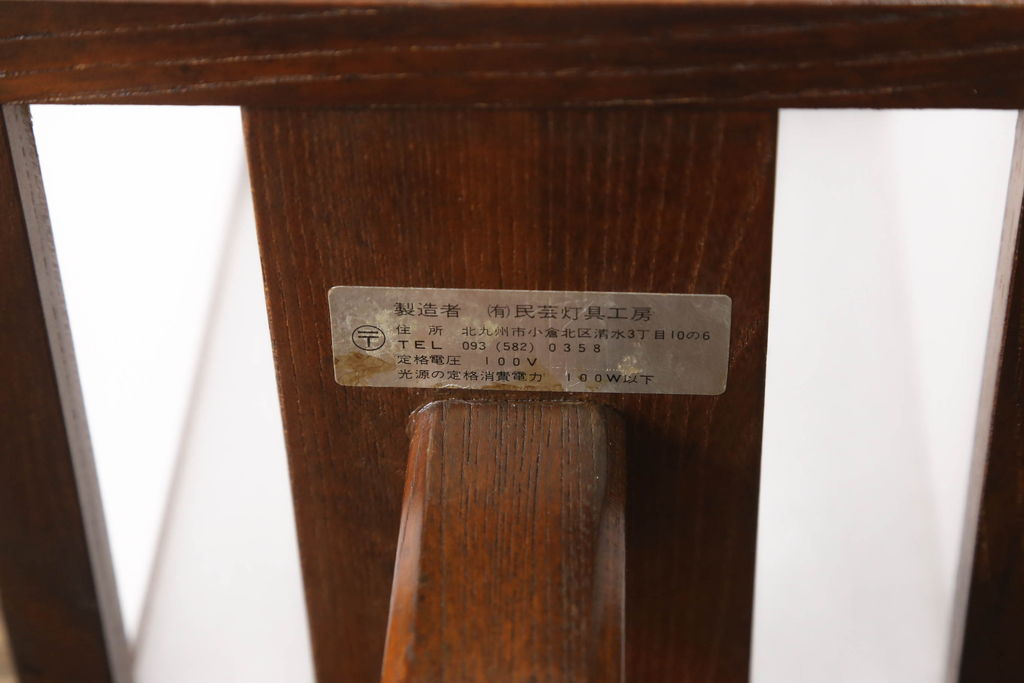 製造者 ㈲民芸灯具工房
〒 住所 北九州市小倉北区清水3丁目10の6
TEL 093 (582) 0358
定格電圧 100V
光源の定格消費電力 100W以下